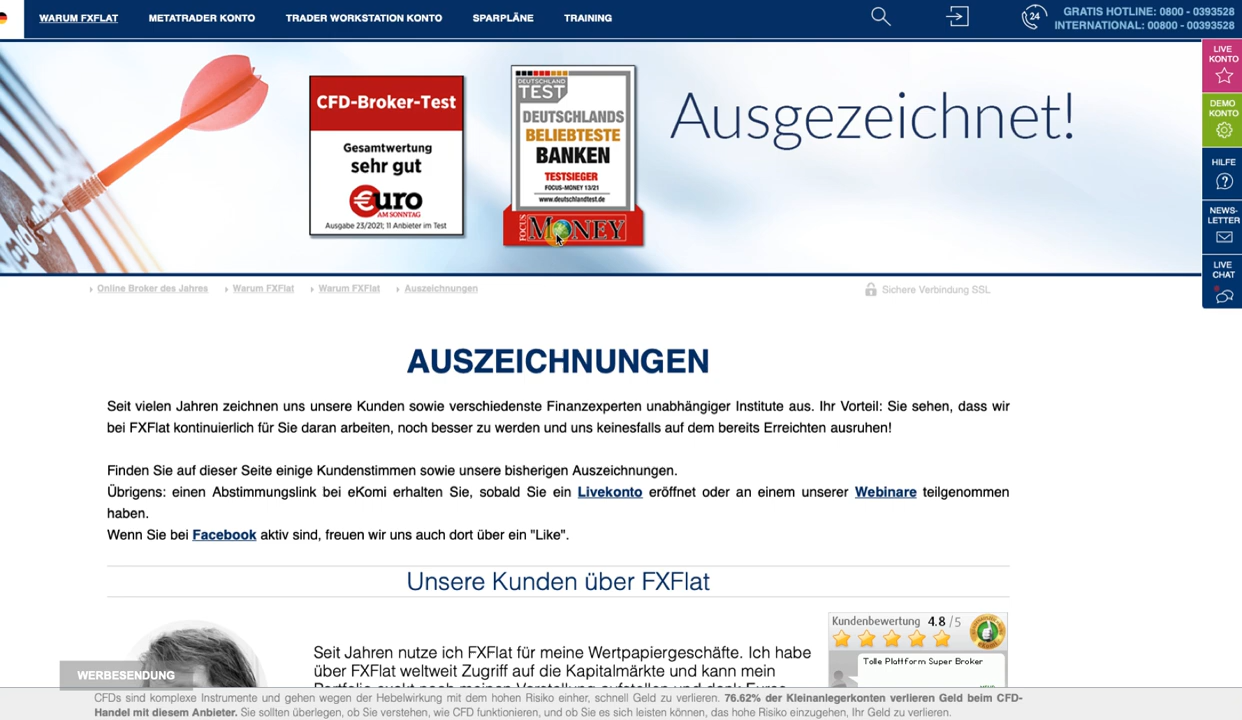 WARUM FXFLAT METATRADER KONTO TRADER WORKSTATION KONTO SPARPLÄNE TRAINING
24
GRATIS HOTLINE: 0800 - 0393528
INTERNATIONAL: 00800 - 00393528
LIVE
KONTO
DEMO
KONTO
HILFE
NEWS-
LETTER
LIVE
CHAT
CFD-Broker-Test
Gesamtwertung
sehr gut
€uro
AM SONNTAG
Ausgabe 23/2021; 11 Anbieter im Test
DEUTSCHLAND
TEST
DEUTSCHLANDS
BELIEBTESTE
BANKEN
TESTSIEGER
FOCUS-MONEY 13/21
www.deutschlandtest.de
FOCUS MONEY
Ausgezeichnet!
Online Broker des Jahres Warum FXFlat Warum FXFlat Auszeichnungen
Sichere Verbindung SSL
AUSZEICHNUNGEN
Seit vielen Jahren zeichnen uns unsere Kunden sowie verschiedenste Finanzexperten unabhängiger Institute aus. Ihr Vorteil: Sie sehen, dass wir
bei FXFlat kontinuierlich für Sie daran arbeiten, noch besser zu werden und uns keinesfalls auf dem bereits Erreichten ausruhen!
Finden Sie auf dieser Seite einige Kundenstimmen sowie unsere bisherigen Auszeichnungen.
Übrigens: einen Abstimmungslink bei eKomi erhalten Sie, sobald Sie ein Livekonto eröffnet oder an einem unserer Webinare teilgenommen
haben.
Wenn Sie bei Facebook aktiv sind, freuen wir uns auch dort über ein "Like".
Unsere Kunden über FXFlat
Seit Jahren nutze ich FXFlat für meine Wertpapiergeschäfte. Ich habe
über FXFlat weltweit Zugriff auf die Kapitalmärkte und kann mein
Kundenbewertung 4.8 / 5
Tolle Plattform Super Broker
WERBESENDUNG
CFDs sind komplexe Instrumente und gehen wegen der Hebelwirkung mit dem hohen Risiko einher, schnell Geld zu verlieren. 76.62% der Kleinanlegerkonten verlieren Geld beim CFD-
Handel mit diesem Anbieter. Sie sollten überlegen, ob Sie verstehen, wie CFD funktionieren, und ob Sie es sich leisten können, das hohe Risiko einzugehen, Ihr Geld zu verlieren.